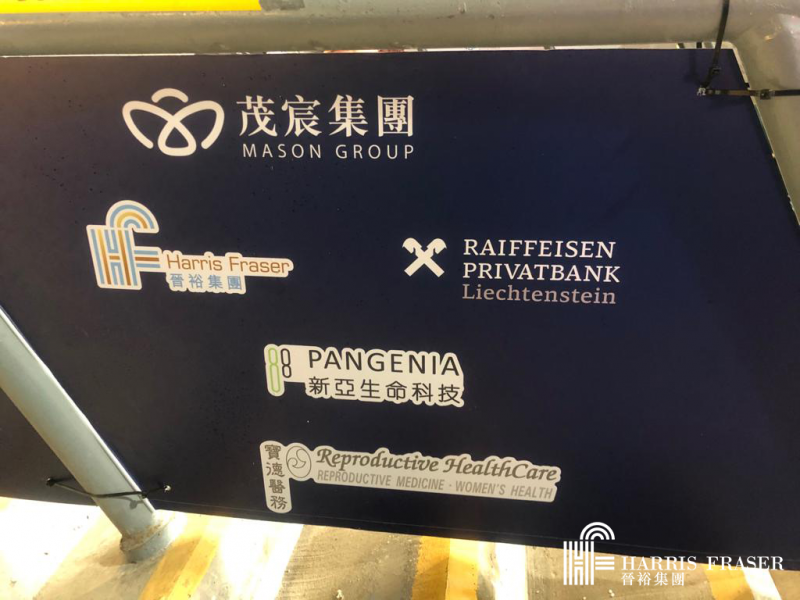 茂宸集團
MASON GROUP
Harris Fraser
晉裕集團
RAIFFEISEN
PRIVATBANK
Liechtenstein
PANGENIA
新亞生命科技
寶德醫務
Reproductive HealthCare
REPRODUCTIVE MEDICINE · WOMEN'S HEALTH
HARRIS FRASER
晉裕集團